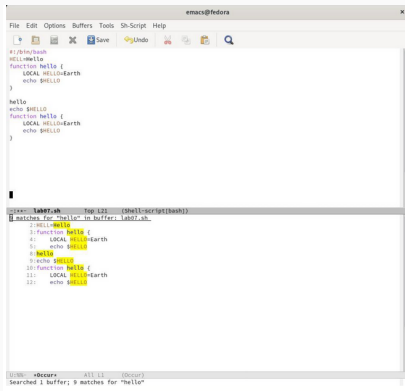 emacs@fedora
File Edit Options Buffers Tools Sh-Script Help
Save Undo
#!/bin/bash
HELL=Hello
function hello {
    LOCAL HELLO=Earth
    echo $HELLO
}
hello
echo $HELLO
function hello {
    LOCAL HELLO=Earth
    echo $HELLO
}
-:**- lab07.sh Top L21 (Shell-script[bash])
9 matches for "hello" in buffer: lab07.sh
2:HELL=Hello
3:function hello {
4:    LOCAL HELLO=Earth
5:    echo $HELLO
8:hello
9:echo $HELLO
10:function hello {
11:    LOCAL HELLO=Earth
12:    echo $HELLO
U:%%- *Occur* All L1 (Occur)
Searched 1 buffer; 9 matches for "hello"